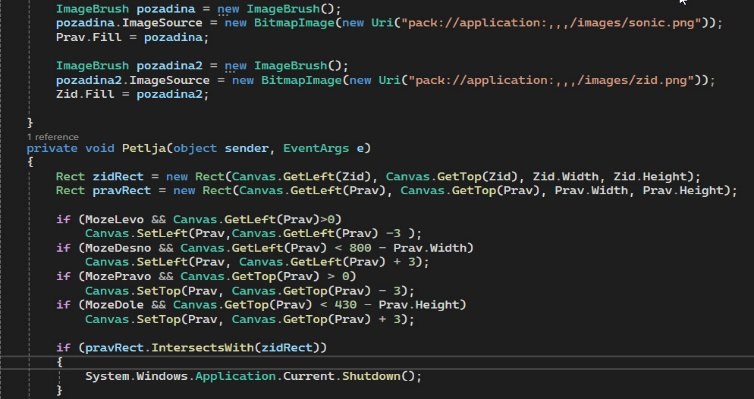 ImageBrush pozadina = new ImageBrush();
pozadina.ImageSource = new BitmapImage(new Uri("pack://application:,,,/images/sonic.png"));
Prav.Fill = pozadina;
ImageBrush pozadina2 = new ImageBrush();
pozadina2.ImageSource = new BitmapImage(new Uri("pack://application:,,,/images/zid.png"));
Zid.Fill = pozadina2;
}
1 reference
private void Petlja(object sender, EventArgs e)
{
Rect zidRect = new Rect(Canvas.GetLeft(Zid), Canvas.GetTop(Zid), Zid.Width, Zid.Height);
Rect pravRect = new Rect(Canvas.GetLeft(Prav), Canvas.GetTop(Prav), Prav.Width, Prav.Height);
if (MozeLevo && Canvas.GetLeft(Prav)>0)
Canvas.SetLeft(Prav,Canvas.GetLeft(Prav) -3 );
if (MozeDesno && Canvas.GetLeft(Prav) < 800 - Prav.Width)
Canvas.SetLeft(Prav, Canvas.GetLeft(Prav) + 3);
if (MozePravo && Canvas.GetTop(Prav) > 0)
Canvas.SetTop(Prav, Canvas.GetTop(Prav) - 3);
if (MozeDole && Canvas.GetTop(Prav) < 430 - Prav.Height)
Canvas.SetTop(Prav, Canvas.GetTop(Prav) + 3);
if (pravRect.IntersectsWith(zidRect))
{
System.Windows.Application.Current.Shutdown();
}